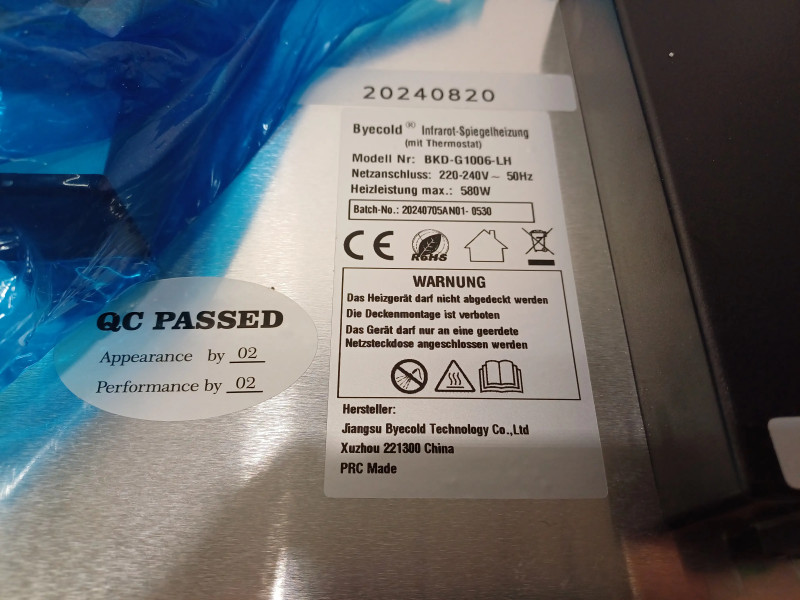 20240820
Byecold® Infrarot-Spiegelheizung
(mit Thermostat)
Modell Nr: BKD-G1006-LH
Netzanschluss: 220-240V ~ 50Hz
Heizleistung max.: 580W
Batch-No.: 20240705AN01- 0530
CE
RoHS
WARNUNG
Das Heizgerät darf nicht abgedeckt werden
Die Deckenmontage ist verboten
Das Gerät darf nur an eine geerdete
Netzsteckdose angeschlossen werden
Hersteller:
Jiangsu Byecold Technology Co.,Ltd
Xuzhou 221300 China
PRC Made
QC PASSED
Appearance by 02
Performance by 02